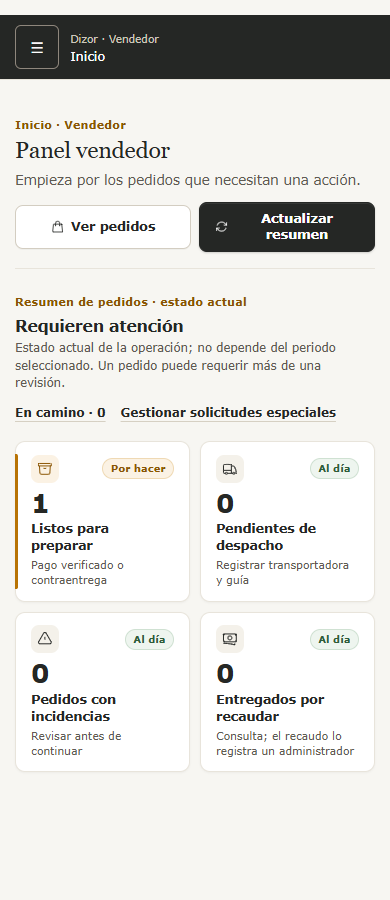 Dizor · Vendedor
Inicio
Inicio · Vendedor
Panel vendedor
Empieza por los pedidos que necesitan una acción.
Ver pedidos
Actualizar
resumen
Resumen de pedidos · estado actual
Requieren atención
Estado actual de la operación; no depende del periodo
seleccionado. Un pedido puede requerir más de una
revisión.
En camino · 0
Gestionar solicitudes especiales
Por hacer
1
Listos para
preparar
Pago verificado o
contraentrega
Al día
0
Pendientes de
despacho
Registrar transportadora
y guía
Al día
0
Pedidos con
incidencias
Revisar antes de
continuar
Al día
0
Entregados por
recaudar
Consulta; el recaudo lo
registra un administrador